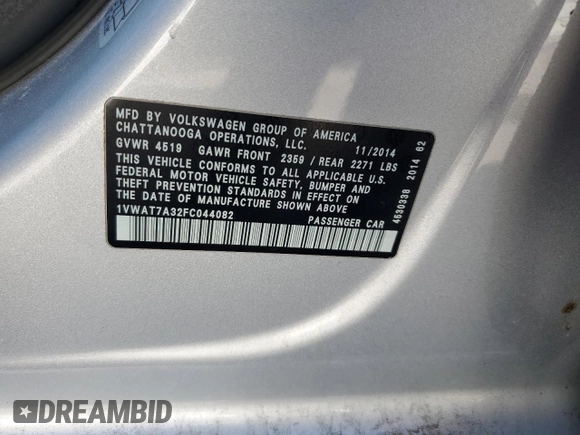 MFD BY VOLKSWAGEN GROUP OF AMERICA
CHATTANOOGA OPERATIONS, LLC. 11/2014
GVWR 4519 GAWR FRONT 2359 / REAR 2271 LBS
THIS VEHICLE CONFORMS TO ALL APPLICABLE U.S.
FEDERAL MOTOR VEHICLE SAFETY, BUMPER AND
THEFT PREVENTION STANDARDS IN EFFECT ON
THE DATE OF MANUFACTURE SHOWN ABOVE
1VWAT7A32FC044082 PASSENGER CAR
4530338 2014 62
DREAMBID